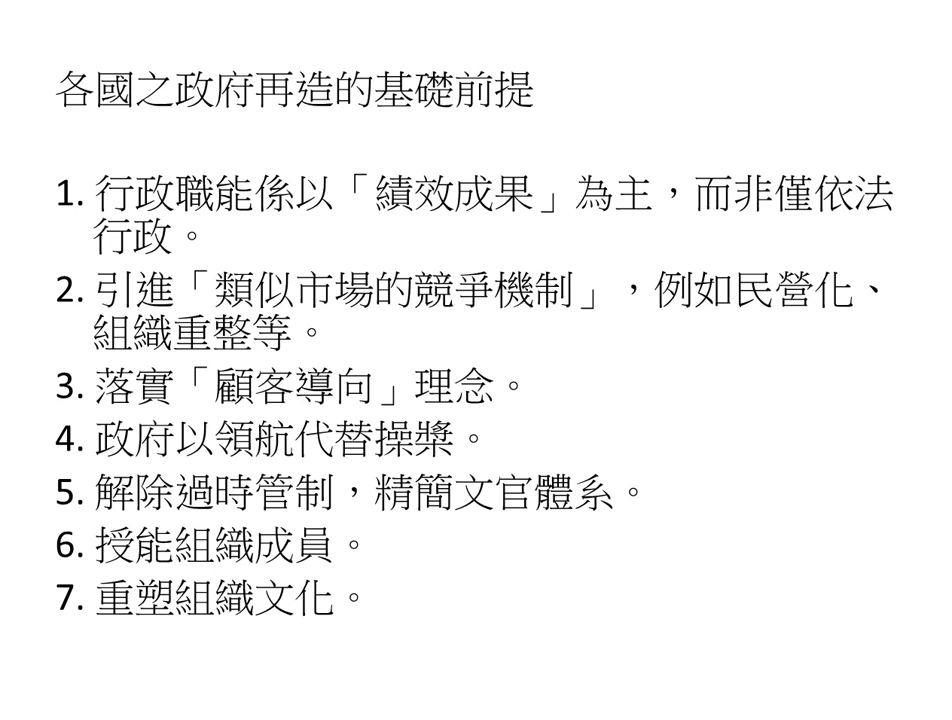 各國之政府再造的基礎前提
1. 行政職能係以「績效成果」為主，而非僅依法
行政。
2. 引進「類似市場的競爭機制」，例如民營化、
組織重整等。
3. 落實「顧客導向」理念。
4. 政府以領航代替操槳。
5. 解除過時管制，精簡文官體系。
6. 授能組織成員。
7. 重塑組織文化。